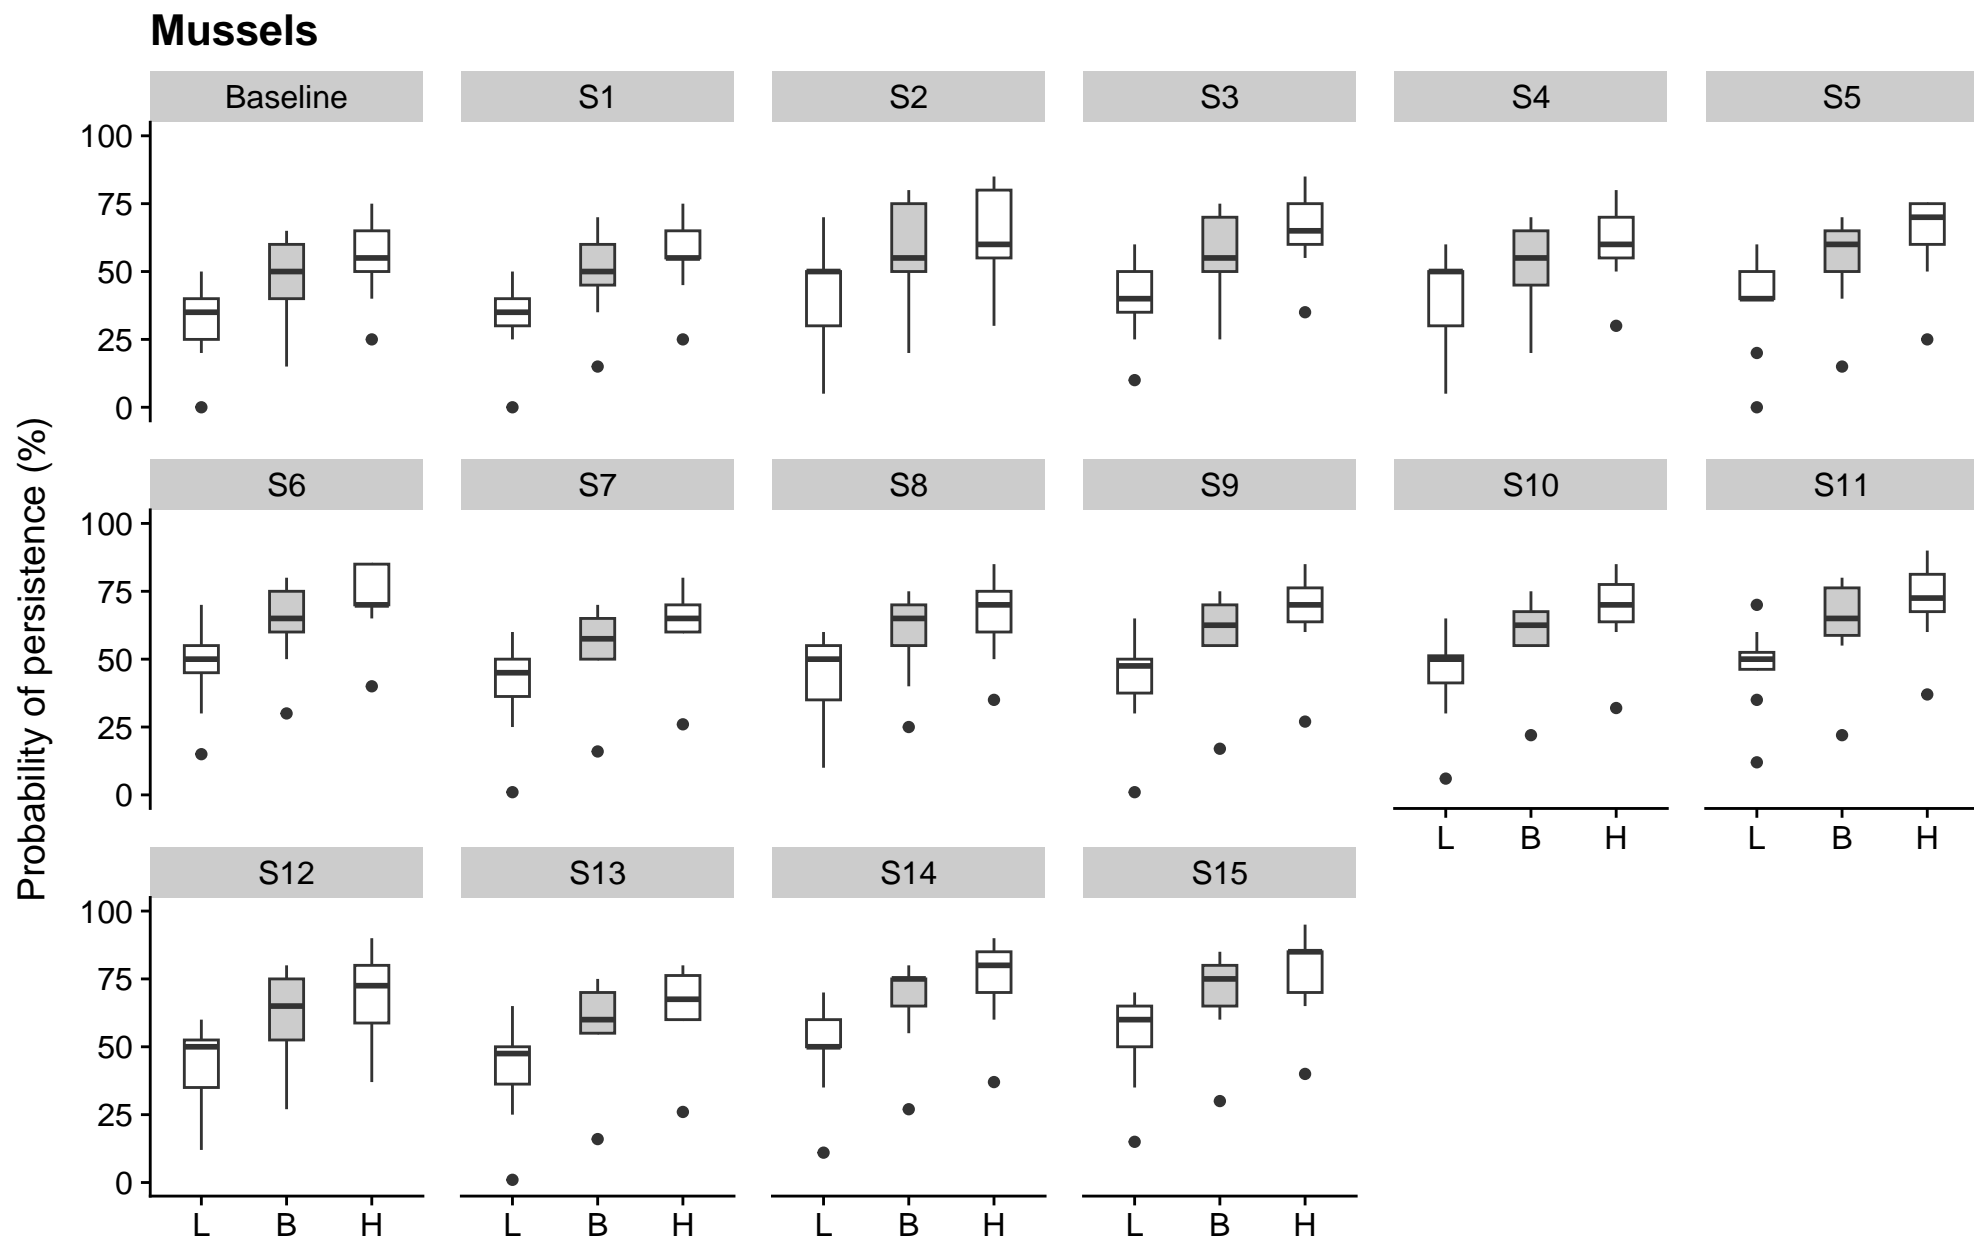 Mussels
Baseline S1 S2 S3 S4 S5
100
75
50
25
0
Probability of persistence (%)
S6 S7 S8 S9 S10 S11
100
75
50
25
0
L B H L B H
S12 S13 S14 S15
100
75
50
25
0
L B H L B H L B H L B H